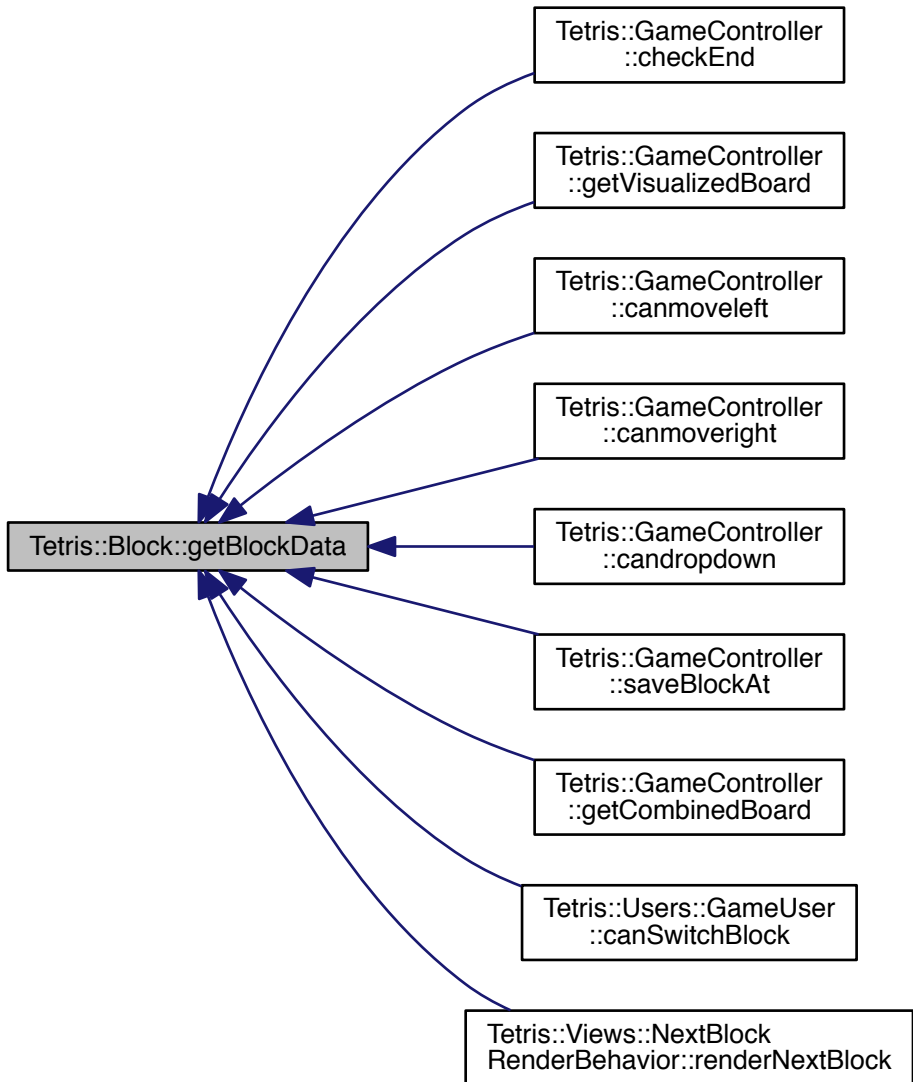 Tetris::GameController
::checkEnd
Tetris::GameController
::getVisualizedBoard
Tetris::GameController
::canmoveleft
Tetris::GameController
::canmoveright
Tetris::Block::getBlockData
Tetris::GameController
::candropdown
Tetris::GameController
::saveBlockAt
Tetris::GameController
::getCombinedBoard
Tetris::Users::GameUser
::canSwitchBlock
Tetris::Views::NextBlock
RenderBehavior::renderNextBlock